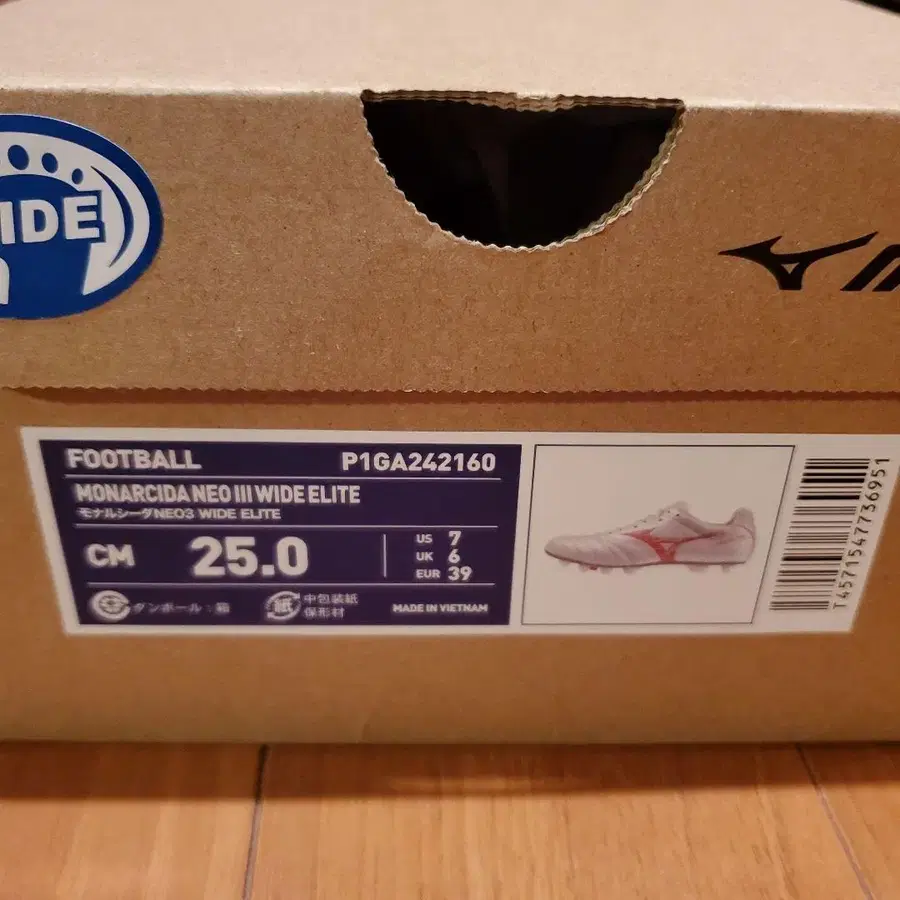 IDE
FOOTBALL
P1GA242160
MONARCIDA NEO III WIDE ELITE
モナルシーダNEO3 WIDE ELITE
CM 25.0
US 7
UK 6
EUR 39
ダンボール:箱
紙 中包装紙
保形材
MADE IN VIETNAM
T4571547736951